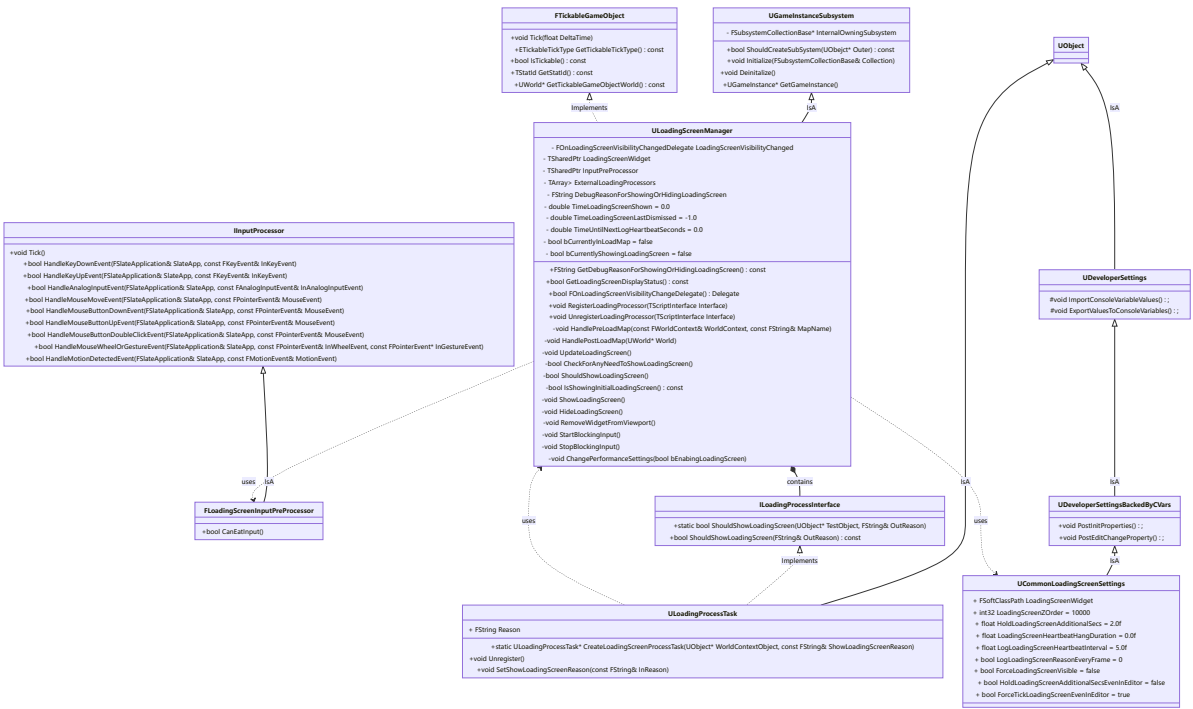 FTickableGameObject
+void Tick(float DeltaTime)
+ETickableTickType GetTickableTickType() : const
+bool IsTickable() : const
+TStatId GetStatId() : const
+UWorld* GetTickableGameObjectWorld() : const
UGameInstanceSubsystem
- FSubsystemCollectionBase* InternalOwningSubsystem
+bool ShouldCreateSubSystem(UObejct* Outer) : const
+void Initialize(FSubsystemCollectionBase& Collection)
+void Deinitalize()
+UGameInstance* GetGameInstance()
UObject
Implements
IsA
IsA
ULoadingScreenManager
- FOnLoadingScreenVisibilityChangedDelegate LoadingScreenVisibilityChanged
- TSharedPtr LoadingScreenWidget
- TSharedPtr InputPreProcessor
- TArray> ExternalLoadingProcessors
- FString DebugReasonForShowingOrHidingLoadingScreen
- double TimeLoadingScreenShown = 0.0
- double TimeLoadingScreenLastDismissed = -1.0
- double TimeUntilNextLogHeartbeatSeconds = 0.0
- bool bCurrentlyInLoadMap = false
- bool bCurrentlyShowingLoadingScreen = false
+FString GetDebugReasonForShowingOrHidingLoadingScreen() : const
+bool GetLoadingScreenDisplayStatus() : const
+bool FOnLoadingScreenVisibilityChangeDelegate() : Delegate
+void RegisterLoadingProcessor(TScriptInterface Interface)
+void UnregisterLoadingProcessor(TScriptInterface Interface)
-void HandlePreLoadMap(const FWorldContext& WorldContext, const FString& MapName)
-void HandlePostLoadMap(UWorld* World)
-void UpdateLoadingScreen()
-bool CheckForAnyNeedToShowLoadingScreen()
-bool ShouldShowLoadingScreen()
-bool IsShowingInitialLoadingScreen() : const
-void ShowLoadingScreen()
-void HideLoadingScreen()
-void RemoveWidgetFromViewport()
-void StartBlockingInput()
-void StopBlockingInput()
-void ChangePerformanceSettings(bool bEnabingLoadingScreen)
IInputProcessor
+void Tick()
+bool HandleKeyDownEvent(FSlateApplication& SlateApp, const FKeyEvent& InKeyEvent)
+bool HandleKeyUpEvent(FSlateApplication& SlateApp, const FKeyEvent& InKeyEvent)
+bool HandleAnalogInputEvent(FSlateApplication& SlateApp, const FAnalogInputEvent& InAnalogInputEvent)
+bool HandleMouseMoveEvent(FSlateApplication& SlateApp, const FPointerEvent& MouseEvent)
+bool HandleMouseButtonDownEvent(FSlateApplication& SlateApp, const FPointerEvent& MouseEvent)
+bool HandleMouseButtonUpEvent(FSlateApplication& SlateApp, const FPointerEvent& MouseEvent)
+bool HandleMouseButtonDoubleClickEvent(FSlateApplication& SlateApp, const FPointerEvent& MouseEvent)
+bool HandleMouseWheelOrGestureEvent(FSlateApplication& SlateApp, const FPointerEvent& InWheelEvent, const FPointerEvent* InGestureEvent)
+bool HandleMotionDetectedEvent(FSlateApplication& SlateApp, const FMotionEvent& MotionEvent)
UDeveloperSettings
#void ImportConsoleVariableValues() : ;
#void ExportValuesToConsoleVariables() : ;
uses
IsA
contains
IsA
IsA
FLoadingScreenInputPreProcessor
+bool CanEatInput()
ILoadingProcessInterface
+static bool ShouldShowLoadingScreen(UObject* TestObject, FString& OutReason)
+bool ShouldShowLoadingScreen(FString& OutReason) : const
UDeveloperSettingsBackedByCVars
+void PostInitProperties() : ;
+void PostEditChangeProperty() : ;
uses
uses
Implements
IsA
ULoadingProcessTask
+ FString Reason
+static ULoadingProcessTask* CreateLoadingScreenProcessTask(UObject* WorldContextObject, const FString& ShowLoadingScreenReason)
+void Unregister()
+void SetShowLoadingScreenReason(const FString& InReason)
UCommonLoadingScreenSettings
+ FSoftClassPath LoadingScreenWidget
+ int32 LoadingScreenZOrder = 10000
+ float HoldLoadingScreenAdditionalSecs = 2.0f
+ float LoadingScreenHeartbeatHangDuration = 0.0f
+ float LogLoadingScreenHeartbeatInterval = 5.0f
+ bool LogLoadingScreenReasonEveryFrame = 0
+ bool ForceLoadingScreenVisible = false
+ bool HoldLoadingScreenAdditionalSecsEvenInEditor = false
+ bool ForceTickLoadingScreenEvenInEditor = true